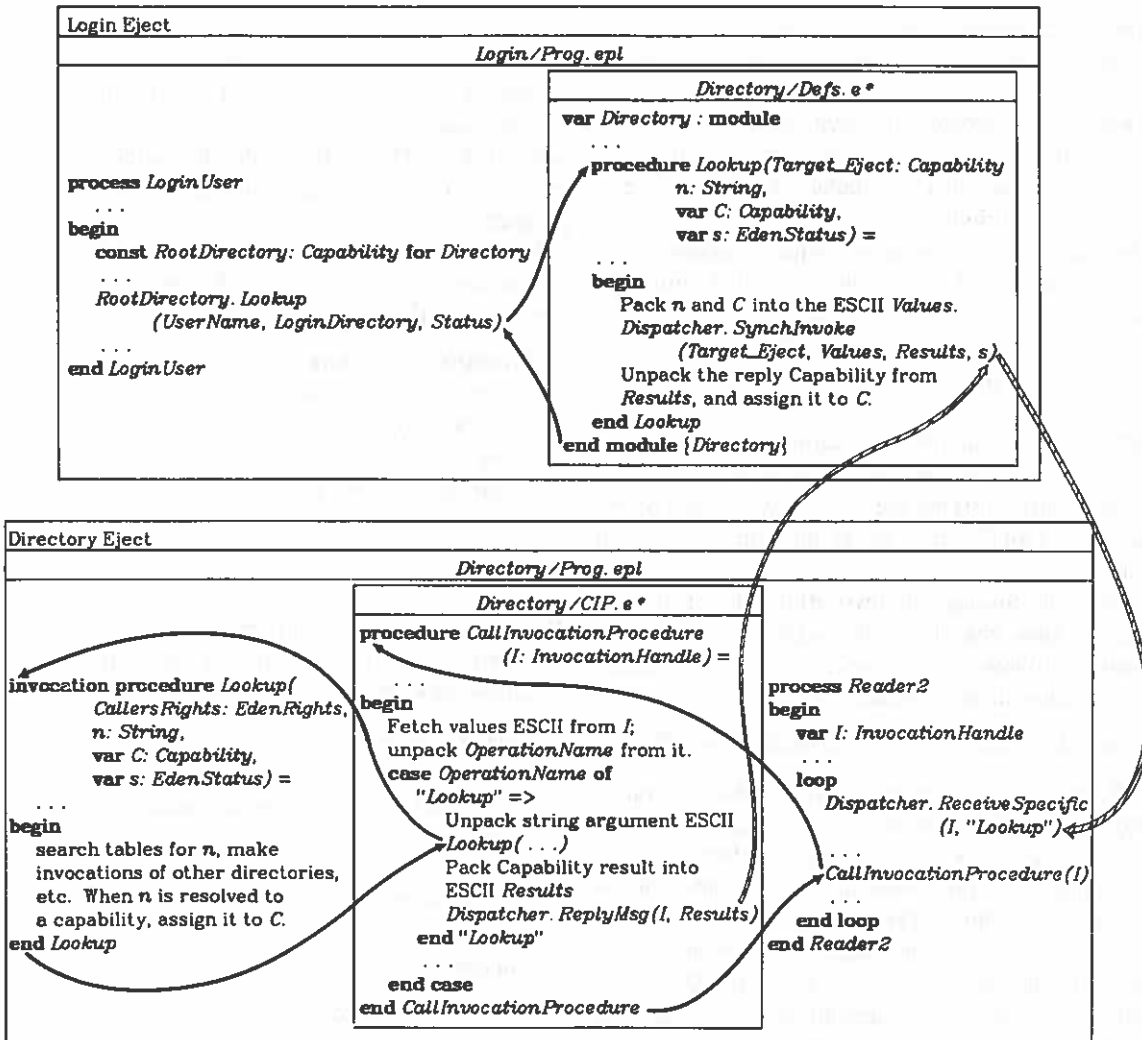 Login Eject
Login/Prog.epl
process LoginUser
. . .
begin
const RootDirectory: Capability for Directory
. . .
RootDirectory.Lookup
(UserName, LoginDirectory, Status)
. . .
end LoginUser
Directory/Defs.e*
var Directory : module
. . .
procedure Lookup(Target_Eject: Capability
n: String,
var C: Capability,
var s: EdenStatus) =
. . .
begin
Pack n and C into the ESCII Values.
Dispatcher.SynchInvoke
(Target_Eject, Values, Results, s)
Unpack the reply Capability from
Results, and assign it to C.
end Lookup
end module {Directory}
Directory Eject
Directory/Prog.epl
invocation procedure Lookup(
CallersRights: EdenRights,
n: String,
var C: Capability,
var s: EdenStatus) =
. . .
begin
search tables for n, make
invocations of other directories,
etc. When n is resolved to
a capability, assign it to C.
end Lookup
Directory/CIP.e*
procedure CallInvocationProcedure
(I: InvocationHandle) =
. . .
begin
Fetch values ESCII from I;
unpack OperationName from it.
case OperationName of
"Lookup" =>
Unpack string argument ESCII
Lookup( . . .)
Pack Capability result into
ESCII Results
Dispatcher.ReplyMsg(I, Results)
end "Lookup"
. . .
end case
end CallInvocationProcedure
process Reader2
begin
var I: InvocationHandle
. . .
loop
Dispatcher.ReceiveSpecific
(I, "Lookup")
. . .
CallInvocationProcedure(I)
. . .
end loop
end Reader2